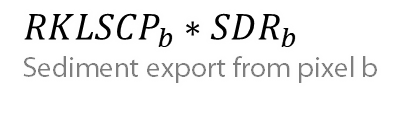 RKLSCP_b * SDR_b
Sediment export from pixel b